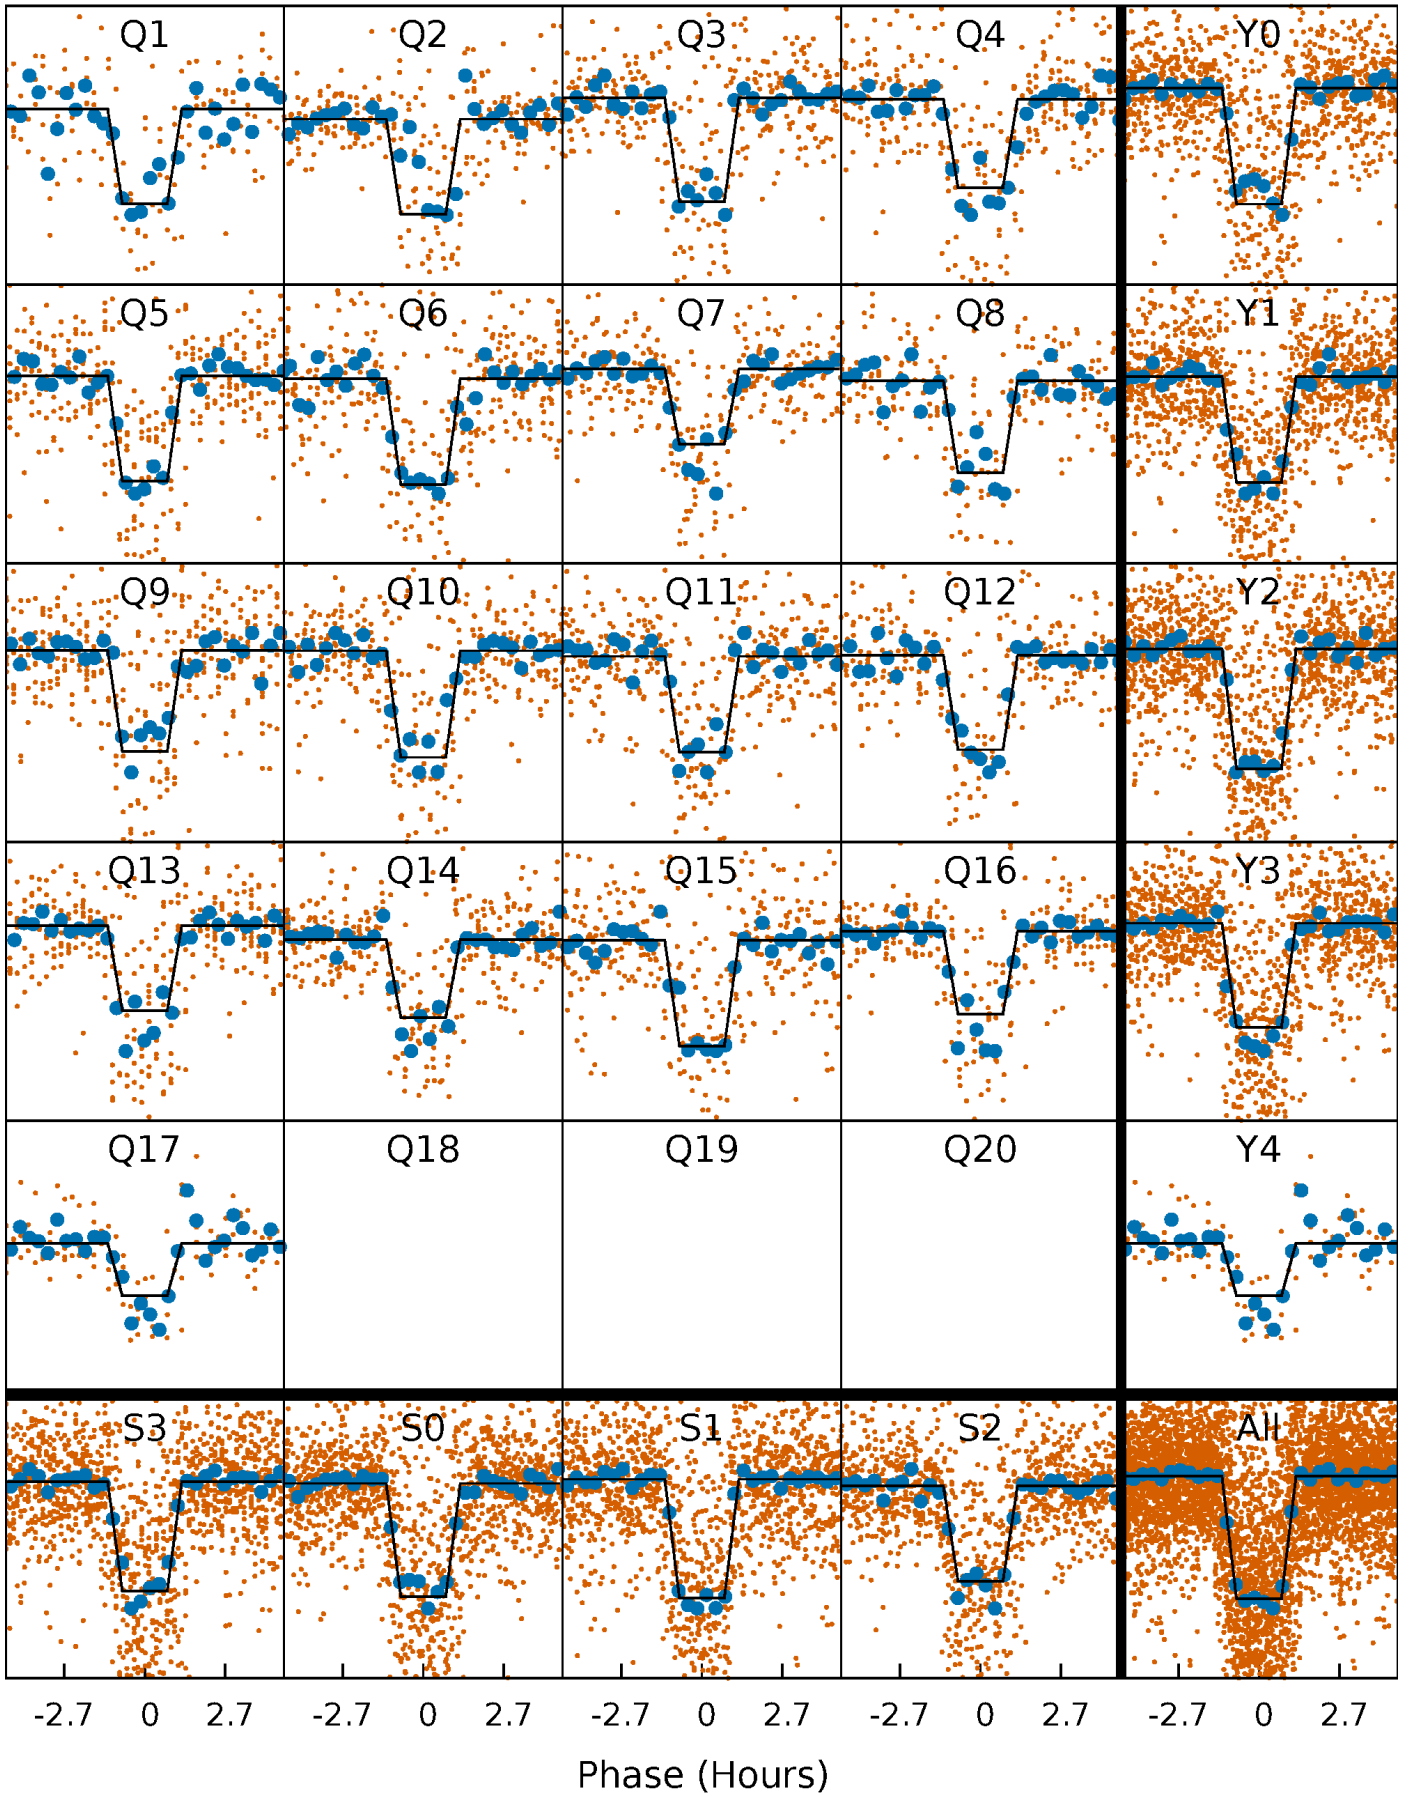 Q1 Q2 Q3 Q4 Y0
Q5 Q6 Q7 Q8 Y1
Q9 Q10 Q11 Q12 Y2
Q13 Q14 Q15 Q16 Y3
Q17 Q18 Q19 Q20 Y4
S3 S0 S1 S2 All
-2.7 0 2.7 -2.7 0 2.7 -2.7 0 2.7 -2.7 0 2.7 -2.7 0 2.7
Phase (Hours)